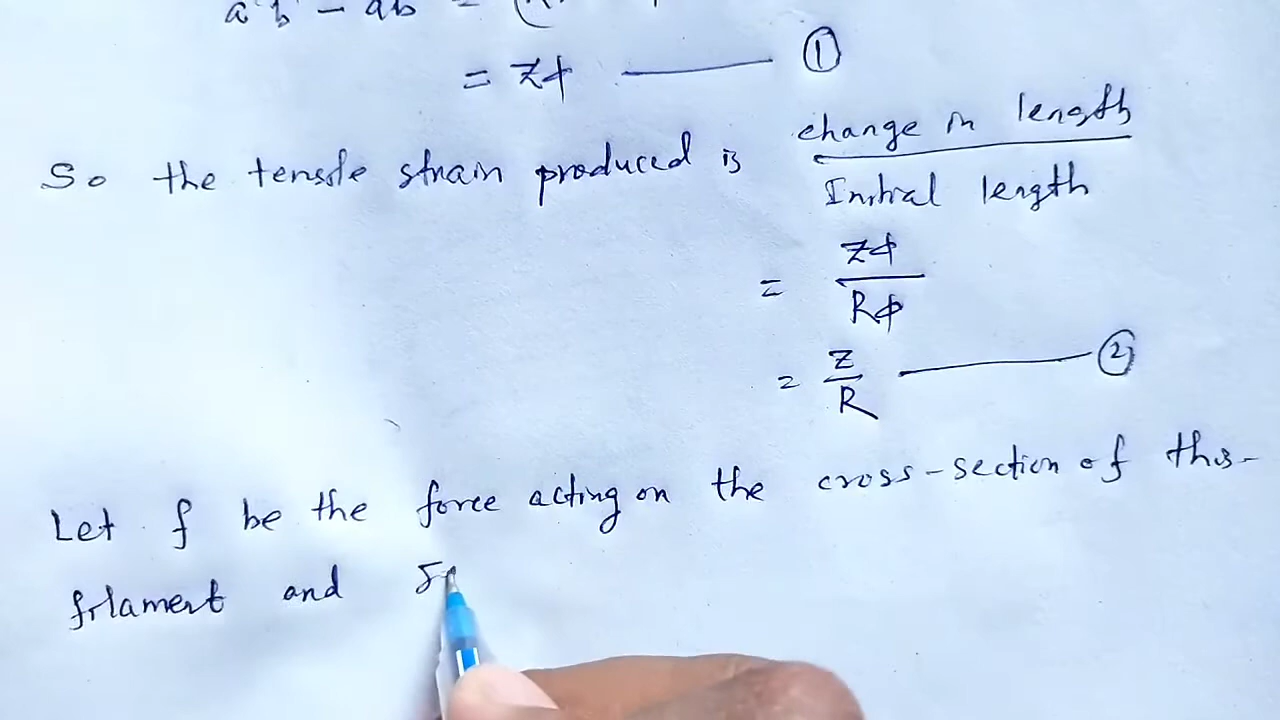 a'b' - ab = (R
= zϕ ——— ①
So the tensile strain produced is change in length / Initial length
= zϕ / Rϕ
= z / R ——— ②
Let f be the force acting on the cross-section of this-
filament and δ